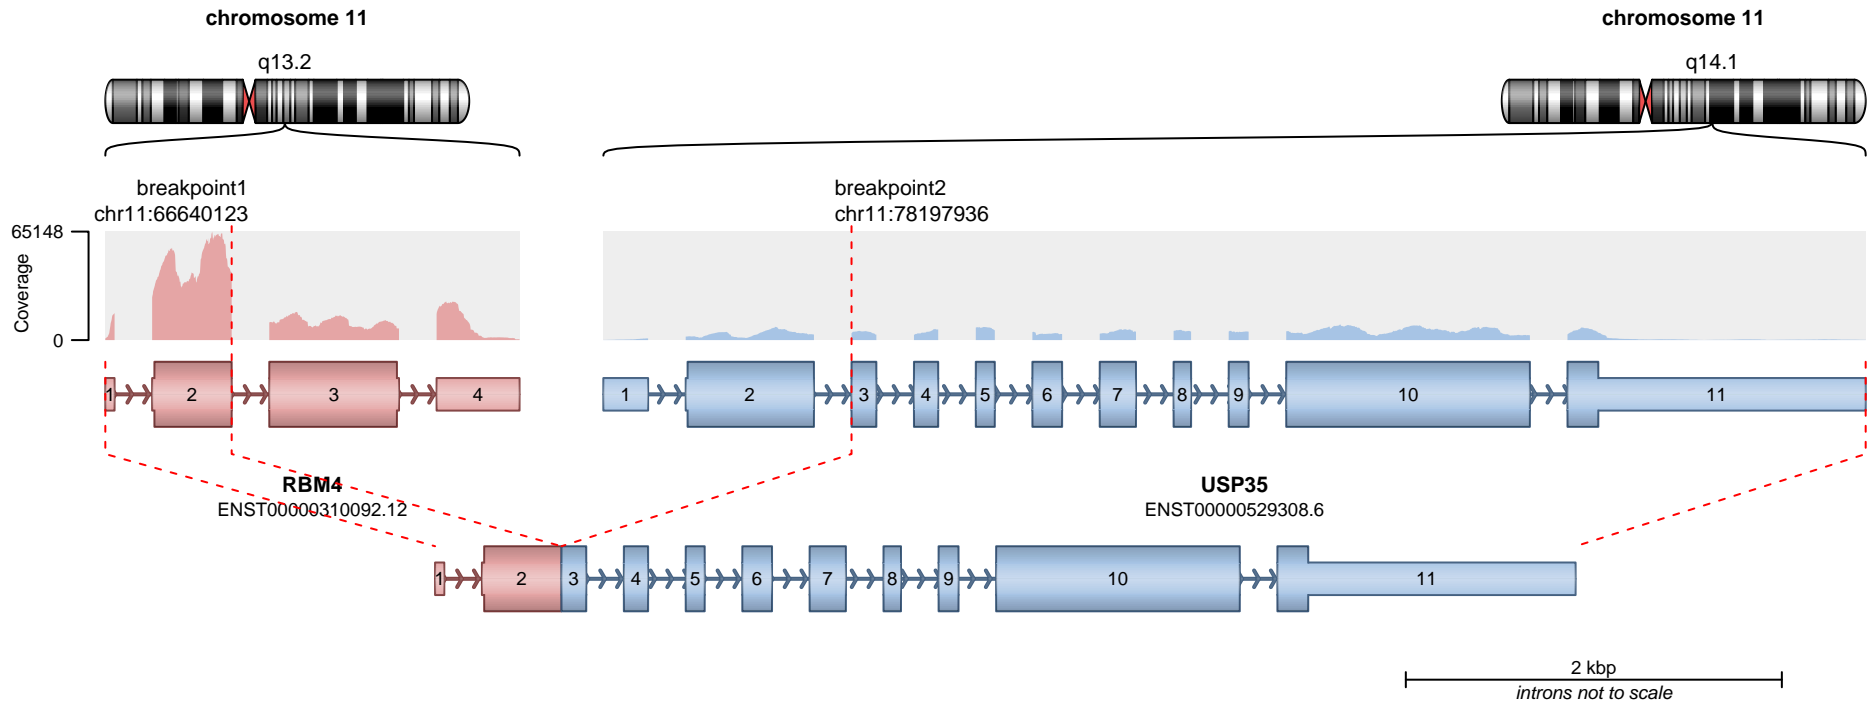 chromosome 11
chromosome 11
q13.2
q14.1
breakpoint1
chr11:66640123
breakpoint2
chr11:78197936
65148
Coverage
0
1 2 3 4
1 2 3 4 5 6 7 8 9 10 11
RBM4
ENST00000310092.12
USP35
ENST00000529308.6
1 2 3 4 5 6 7 8 9 10 11
2 kbp
introns not to scale